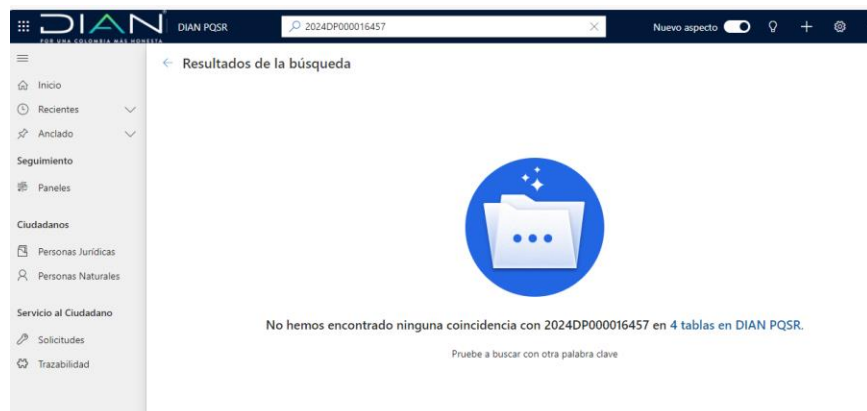 DIAN
POR UNA COLOMBIA MÁS HONESTA
DIAN PQSR
2024DP000016457
Nuevo aspecto
Resultados de la búsqueda
Inicio
Recientes
Anclado
Seguimiento
Paneles
Ciudadanos
Personas Jurídicas
Personas Naturales
Servicio al Ciudadano
Solicitudes
Trazabilidad
No hemos encontrado ninguna coincidencia con 2024DP000016457 en 4 tablas en DIAN PQSR.
Pruebe a buscar con otra palabra clave